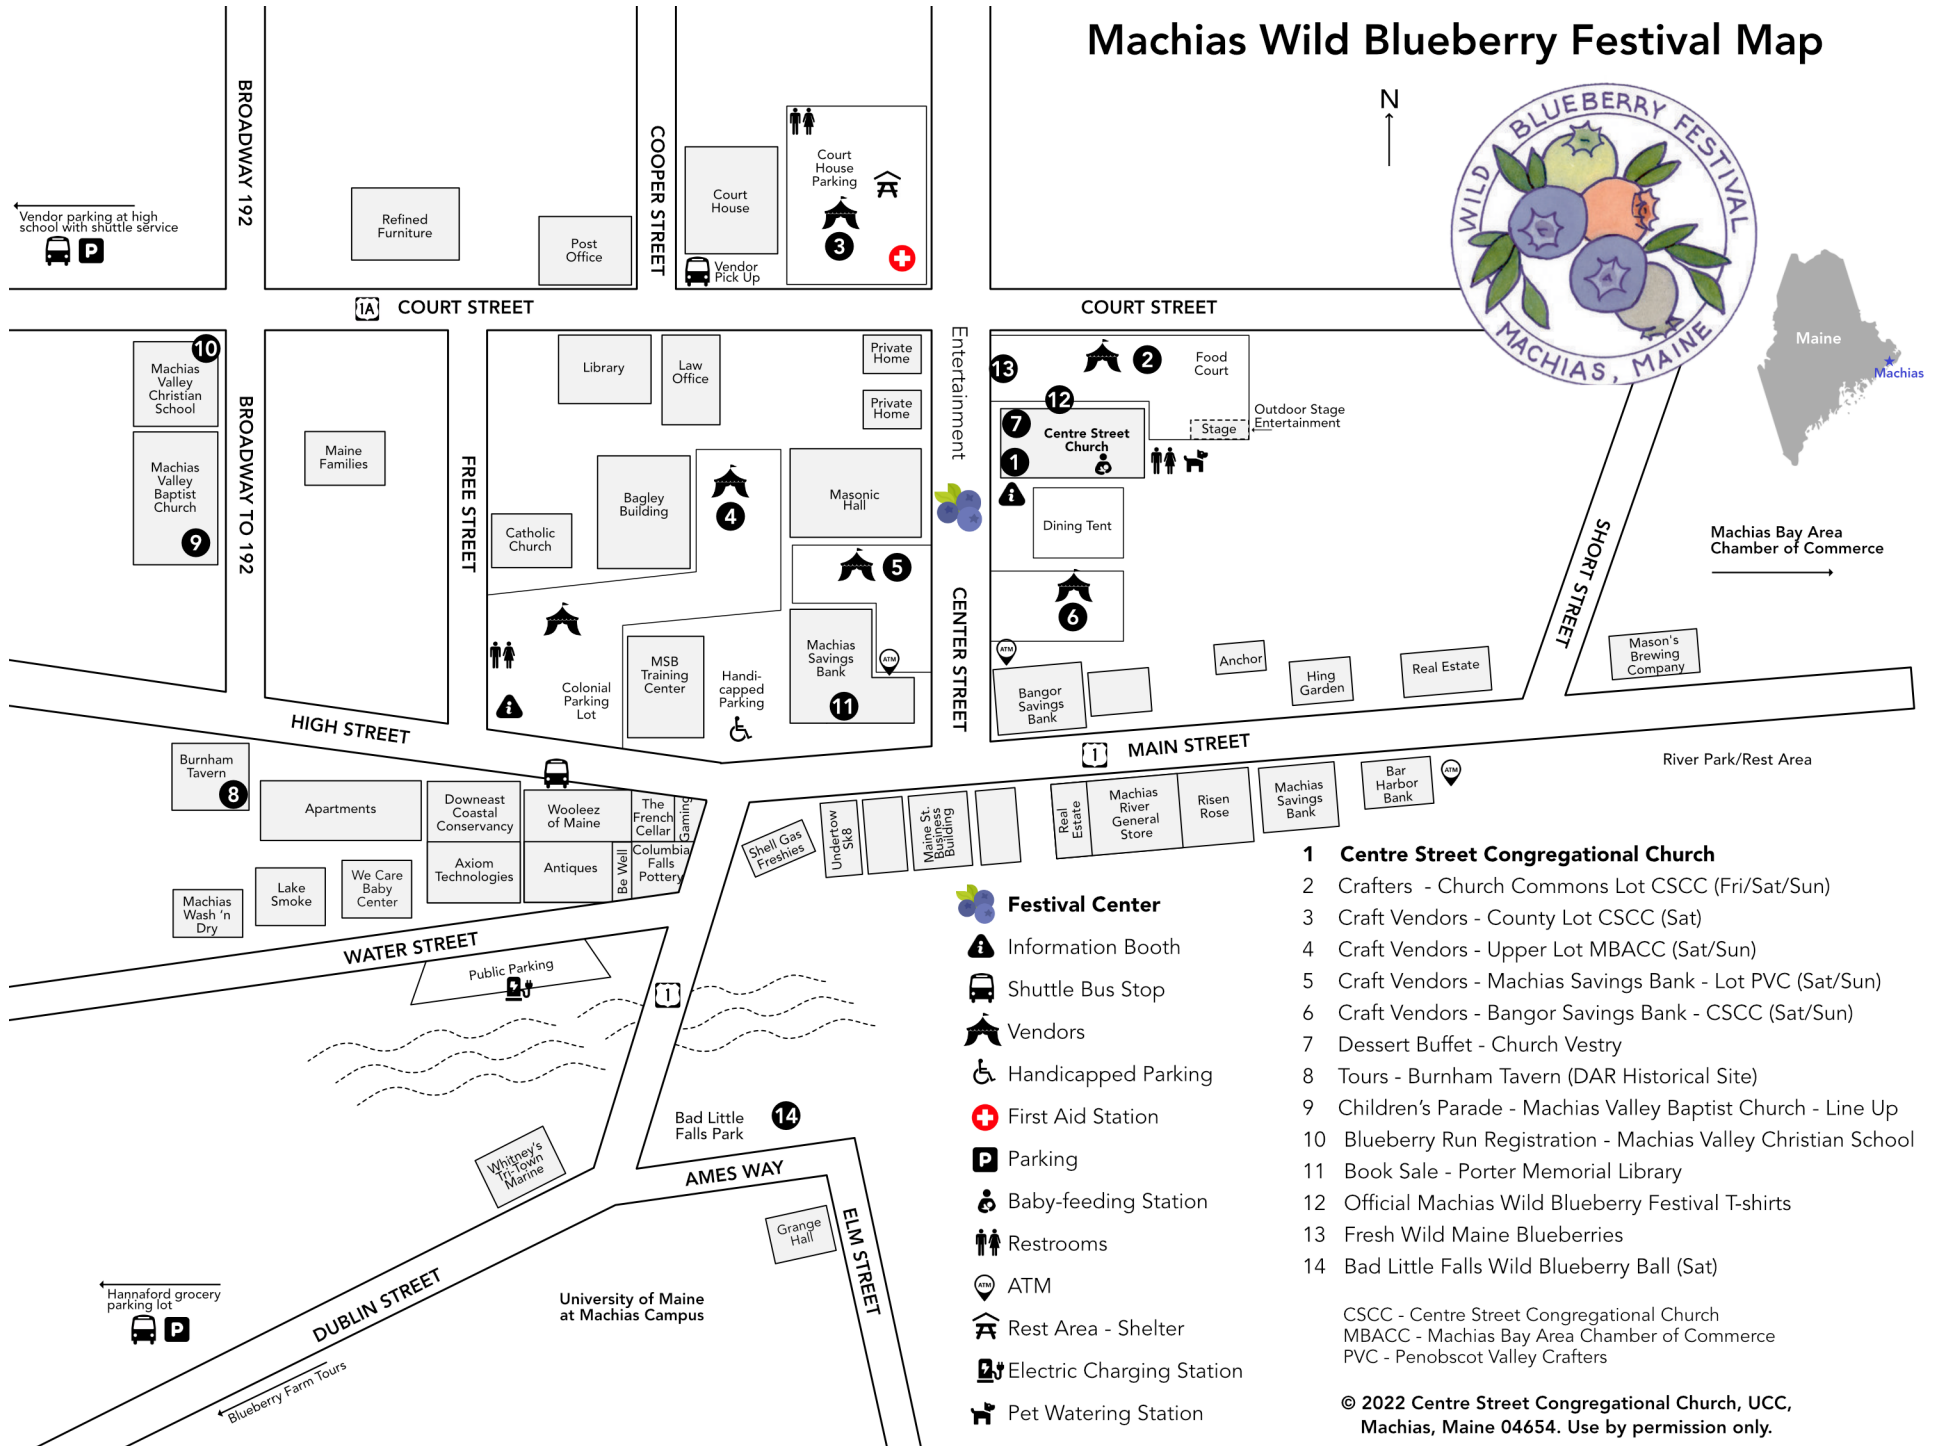 Machias Wild Blueberry Festival Map
N
WILD BLUEBERRY FESTIVAL
MACHIAS, MAINE
Maine
Machias
BROADWAY 192
COOPER STREET
Vendor parking at high
school with shuttle service
P
Refined
Furniture
Post
Office
Court
House
Vendor
Pick Up
Court
House
Parking
3
1A
COURT STREET
COURT STREET
10
Machias
Valley
Christian
School
Machias
Valley
Baptist
Church
9
BROADWAY TO 192
Maine
Families
FREE STREET
Library
Law
Office
Private
Home
Private
Home
Entertainment
13
2
Food
Court
12
7
1
Centre Street
Church
Stage
Outdoor Stage
Entertainment
i
Dining Tent
6
Bagley
Building
4
Masonic
Hall
Catholic
Church
5
CENTER STREET
SHORT STREET
Machias Bay Area
Chamber of Commerce
i
Colonial
Parking
Lot
MSB
Training
Center
Handi-
capped
Parking
Machias
Savings
Bank
11
ATM
ATM
Bangor
Savings
Bank
Anchor
Hing
Garden
Real Estate
Mason's
Brewing
Company
HIGH STREET
1
MAIN STREET
River Park/Rest Area
Burnham
Tavern
8
Apartments
Downeast
Coastal
Conservancy
Wooleez
of Maine
The
French
Cellar
Gaming
Axiom
Technologies
Antiques
Be Well
Columbia
Falls
Pottery
Shell Gas
Freshies
Undertow
Sk8
Maine St.
Business
Building
Real
Estate
Machias
River
General
Store
Risen
Rose
Machias
Savings
Bank
Bar
Harbor
Bank
ATM
Machias
Wash 'n
Dry
Lake
Smoke
We Care
Baby
Center
WATER STREET
Public Parking
1
Bad Little
Falls Park
14
Whitney's
Tri-Town
Marine
AMES WAY
Grange
Hall
ELM STREET
University of Maine
at Machias Campus
DUBLIN STREET
Hannaford grocery
parking lot
P
Blueberry Farm Tours
Festival Center
i Information Booth
Shuttle Bus Stop
Vendors
Handicapped Parking
First Aid Station
P Parking
Baby-feeding Station
Restrooms
ATM ATM
Rest Area - Shelter
Electric Charging Station
Pet Watering Station
1 Centre Street Congregational Church
2 Crafters - Church Commons Lot CSCC (Fri/Sat/Sun)
3 Craft Vendors - County Lot CSCC (Sat)
4 Craft Vendors - Upper Lot MBACC (Sat/Sun)
5 Craft Vendors - Machias Savings Bank - Lot PVC (Sat/Sun)
6 Craft Vendors - Bangor Savings Bank - CSCC (Sat/Sun)
7 Dessert Buffet - Church Vestry
8 Tours - Burnham Tavern (DAR Historical Site)
9 Children's Parade - Machias Valley Baptist Church - Line Up
10 Blueberry Run Registration - Machias Valley Christian School
11 Book Sale - Porter Memorial Library
12 Official Machias Wild Blueberry Festival T-shirts
13 Fresh Wild Maine Blueberries
14 Bad Little Falls Wild Blueberry Ball (Sat)
CSCC - Centre Street Congregational Church
MBACC - Machias Bay Area Chamber of Commerce
PVC - Penobscot Valley Crafters
© 2022 Centre Street Congregational Church, UCC,
Machias, Maine 04654. Use by permission only.